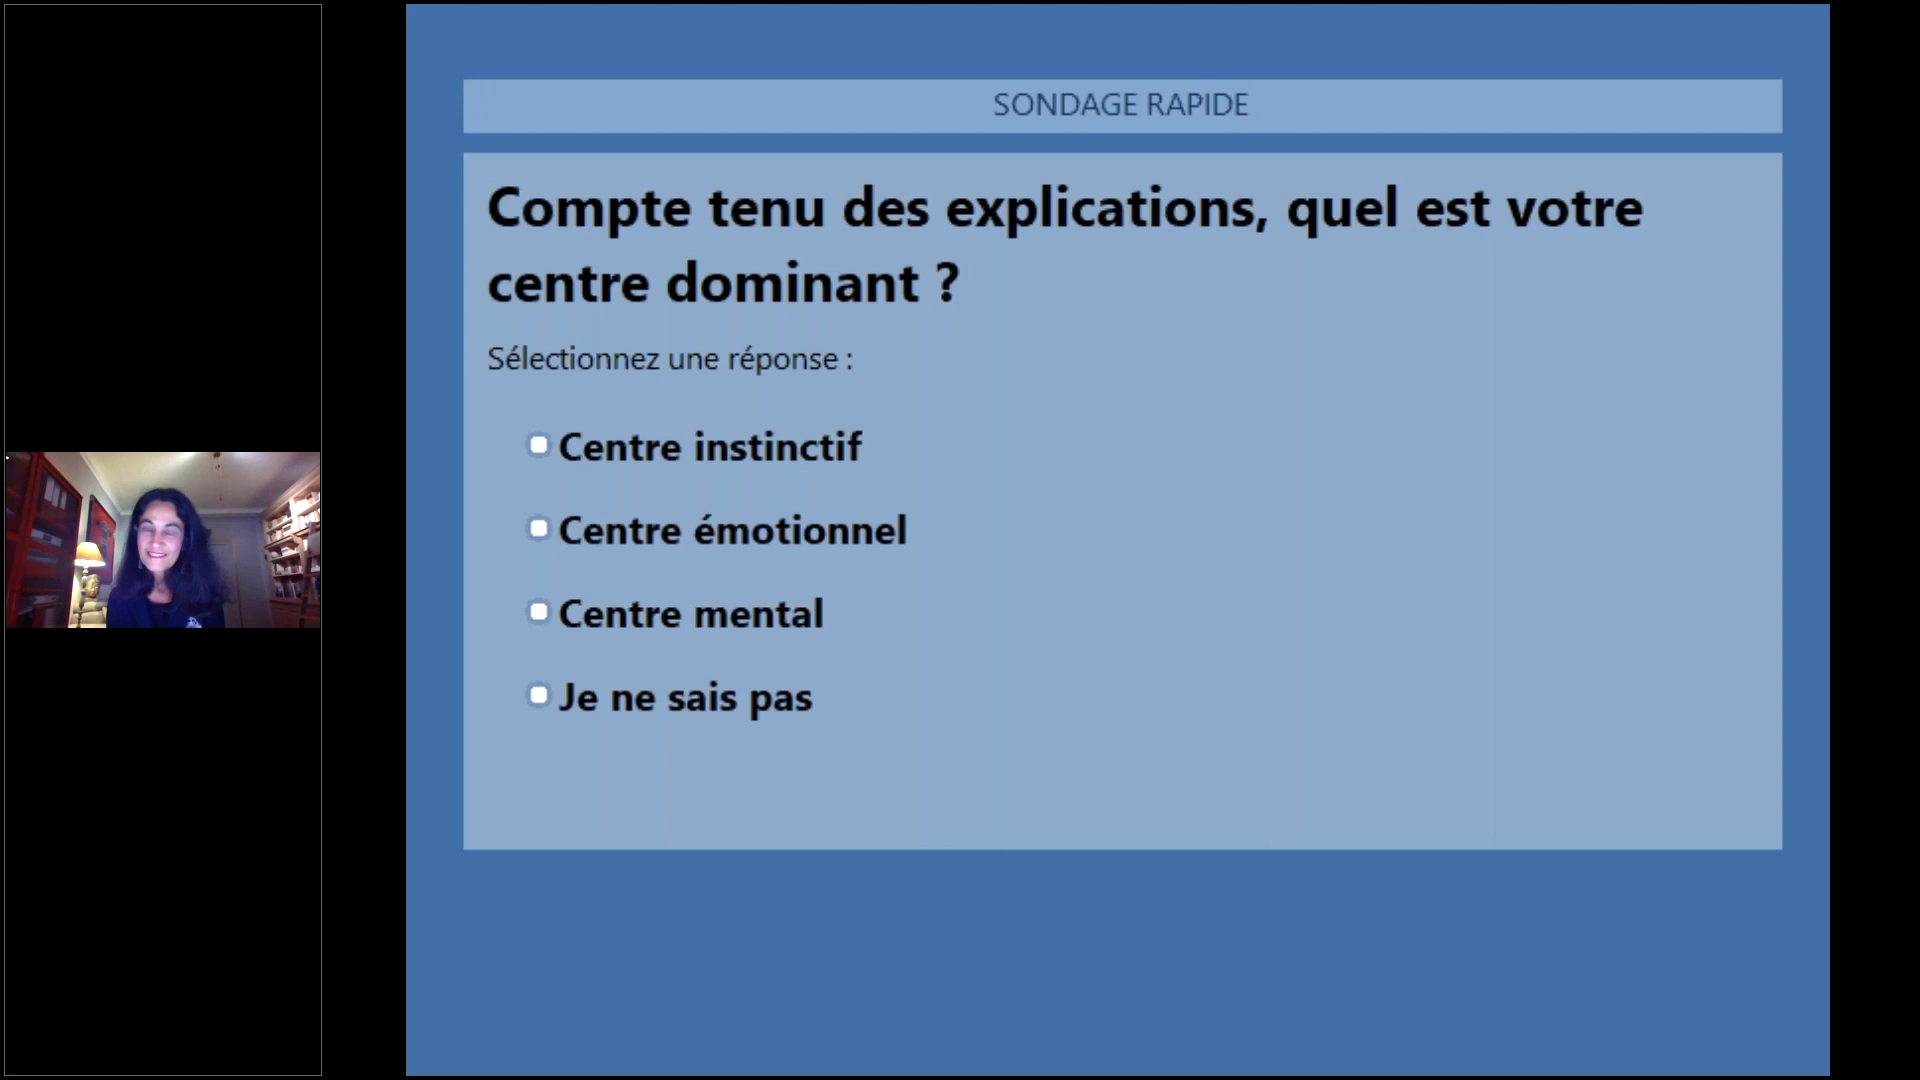 SONDAGE RAPIDE
Compte tenu des explications, quel est votre
centre dominant ?
Sélectionnez une réponse :
Centre instinctif
Centre émotionnel
Centre mental
Je ne sais pas